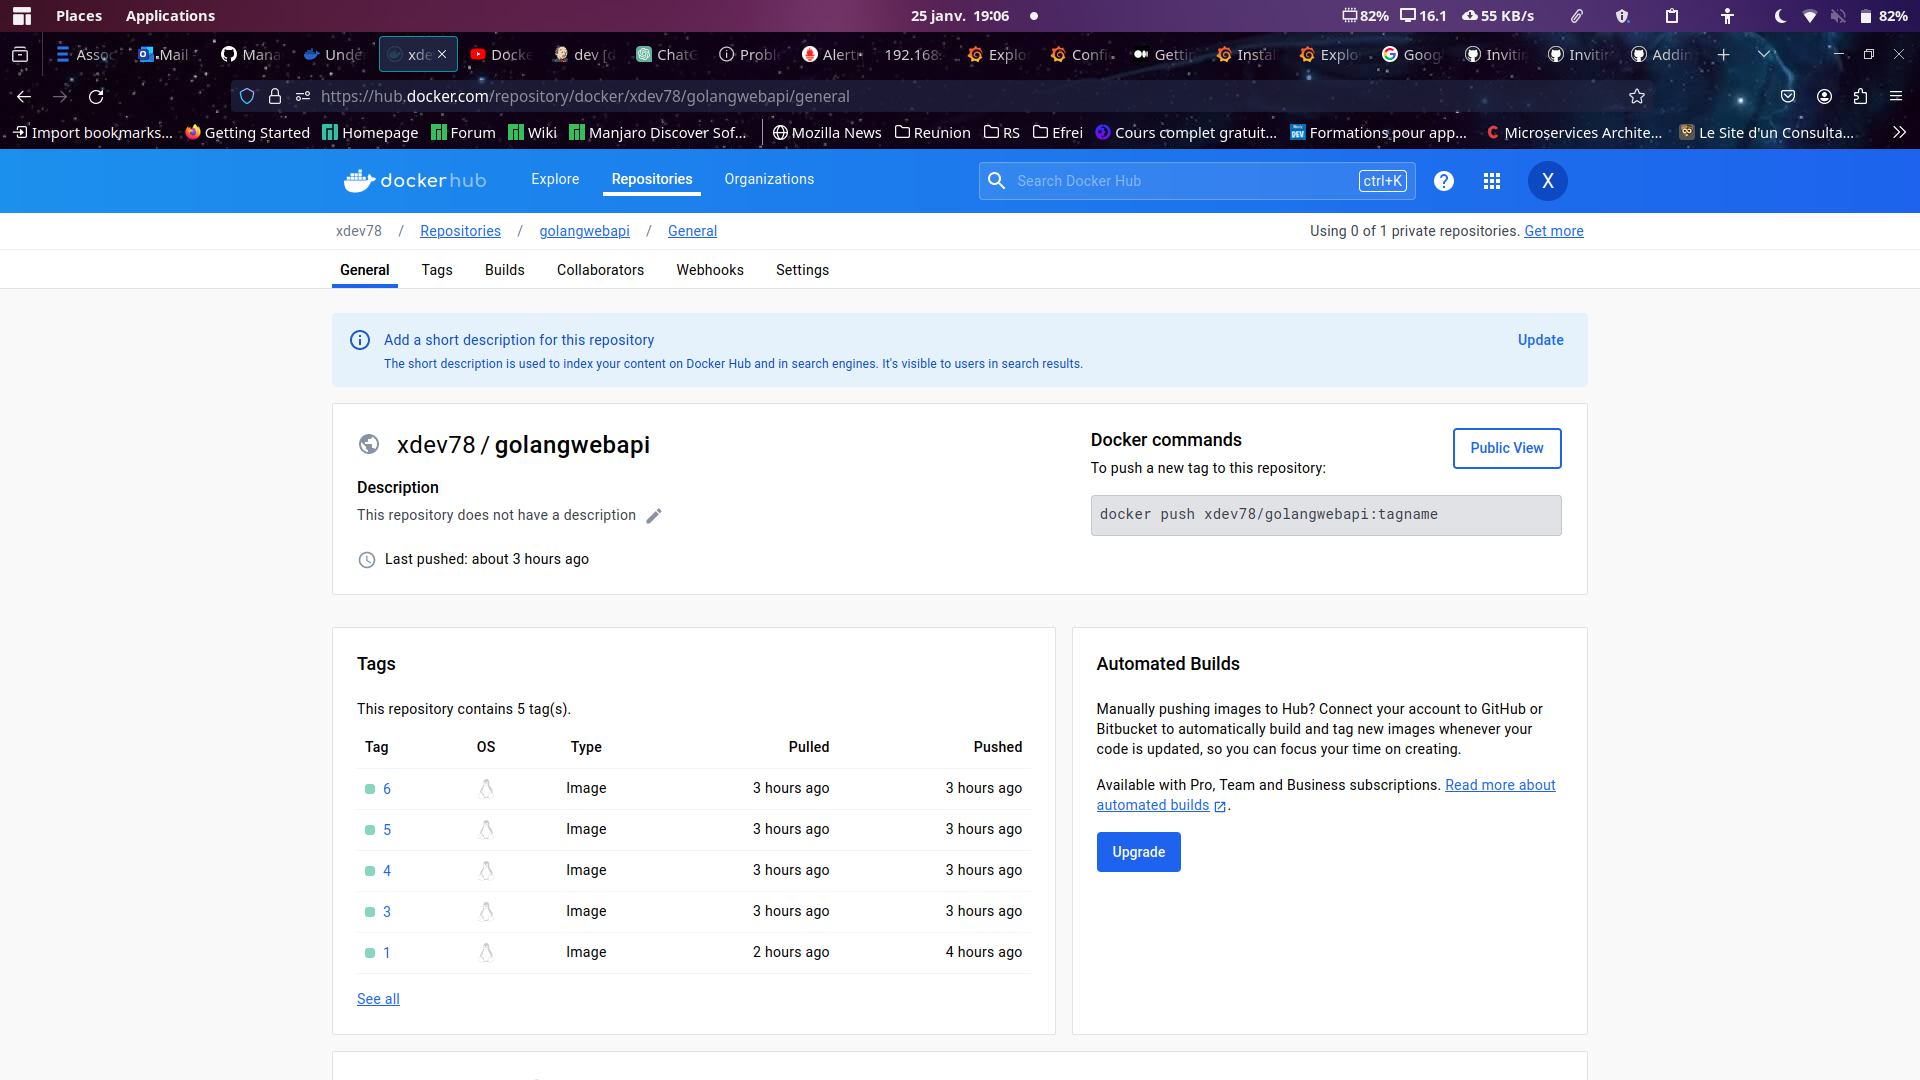 Places Applications 25 janv. 19:06 82% 16.1 55 KB/s 82%
Asso Mail Mana Unde xde Docke dev [ ChatG Proble Alert 192.168 Explo Confi Gettin Instal Explo Goog Invitin Invitin Addin
https://hub.docker.com/repository/docker/xdev78/golangwebapi/general
Import bookmarks... Getting Started Homepage Forum Wiki Manjaro Discover Sof... Mozilla News Reunion RS Efrei Cours complet gratuit... Formations pour app... Microservices Archite... Le Site d'un Consulta...
dockerhub Explore Repositories Organizations Search Docker Hub ctrl+K ? X
xdev78 / Repositories / golangwebapi / General Using 0 of 1 private repositories. Get more
General Tags Builds Collaborators Webhooks Settings
Add a short description for this repository Update
The short description is used to index your content on Docker Hub and in search engines. It's visible to users in search results.
xdev78 / golangwebapi
Description
This repository does not have a description
Last pushed: about 3 hours ago
Docker commands Public View
To push a new tag to this repository:
docker push xdev78/golangwebapi:tagname
Tags
This repository contains 5 tag(s).
Tag OS Type Pulled Pushed
6 Image 3 hours ago 3 hours ago
5 Image 3 hours ago 3 hours ago
4 Image 3 hours ago 3 hours ago
3 Image 3 hours ago 3 hours ago
1 Image 2 hours ago 4 hours ago
See all
Automated Builds
Manually pushing images to Hub? Connect your account to GitHub or
Bitbucket to automatically build and tag new images whenever your
code is updated, so you can focus your time on creating.
Available with Pro, Team and Business subscriptions. Read more about
automated builds .
Upgrade